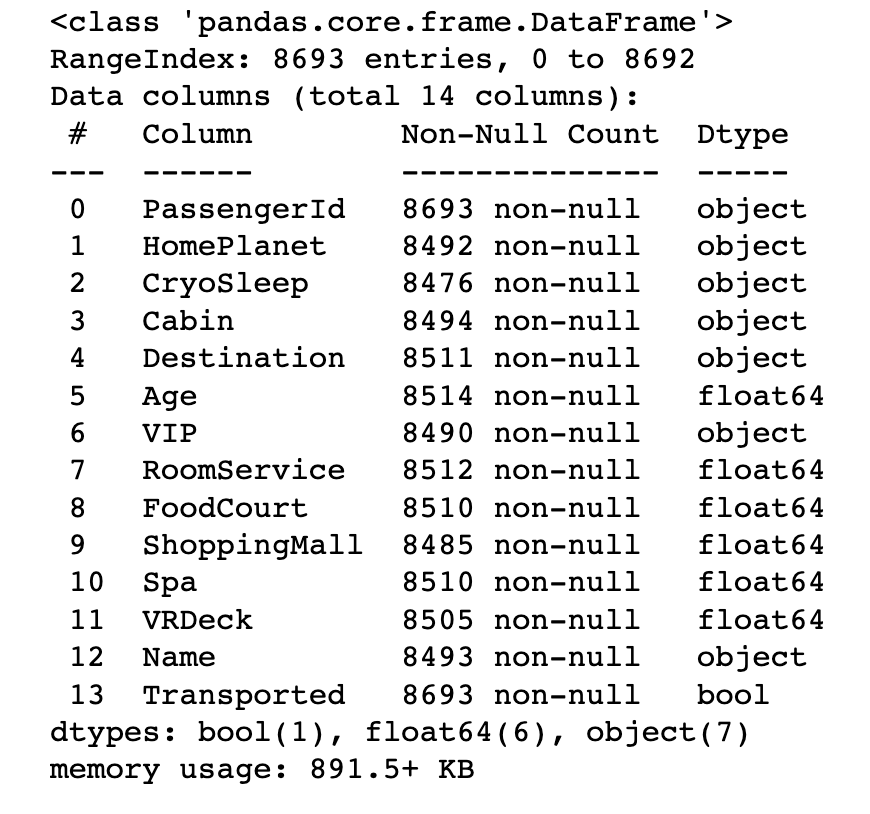 <class 'pandas.core.frame.DataFrame'>
RangeIndex: 8693 entries, 0 to 8692
Data columns (total 14 columns):
 #   Column        Non-Null Count  Dtype
---  ------        --------------  -----
 0   PassengerId   8693 non-null   object
 1   HomePlanet    8492 non-null   object
 2   CryoSleep     8476 non-null   object
 3   Cabin         8494 non-null   object
 4   Destination   8511 non-null   object
 5   Age           8514 non-null   float64
 6   VIP           8490 non-null   object
 7   RoomService   8512 non-null   float64
 8   FoodCourt     8510 non-null   float64
 9   ShoppingMall  8485 non-null   float64
 10  Spa           8510 non-null   float64
 11  VRDeck        8505 non-null   float64
 12  Name          8493 non-null   object
 13  Transported   8693 non-null   bool
dtypes: bool(1), float64(6), object(7)
memory usage: 891.5+ KB